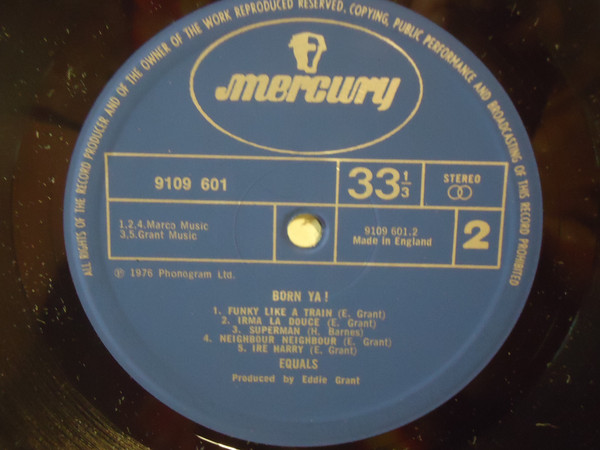 ALL RIGHTS OF THE RECORD PRODUCER AND OF THE OWNER OF THE WORK REPRODUCED RESERVED. COPYING, PUBLIC PERFORMANCE AND BROADCASTING OF THIS RECORD PROHIBITED
mercury
9109 601
33 1/3
STEREO
1,2,4.Marco Music
3,5.Grant Music
9109 601.2
Made in England
2
℗ 1976 Phonogram Ltd.
BORN YA!
1. FUNKY LIKE A TRAIN (E. Grant)
2. IRMA LA DOUCE (E. Grant)
3. SUPERMAN (H. Barnes)
4. NEIGHBOUR NEIGHBOUR (E. Grant)
5. IRE HARRY (E. Grant)
EQUALS
Produced by Eddie Grant